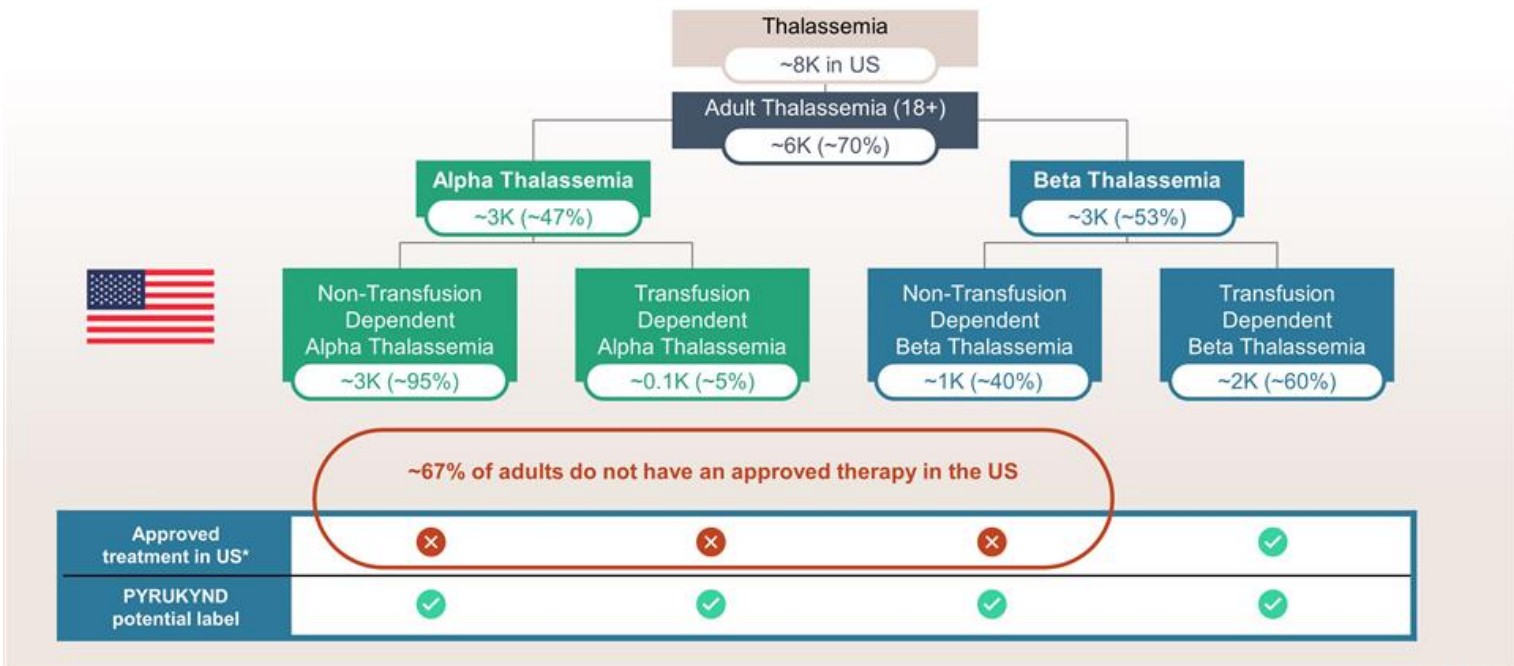 Thalassemia
~8K in US
Adult Thalassemia (18+)
~6K (~70%)
Alpha Thalassemia
~3K (~47%)
Beta Thalassemia
~3K (~53%)
Non-Transfusion
Dependent
Alpha Thalassemia
~3K (~95%)
Transfusion
Dependent
Alpha Thalassemia
~0.1K (~5%)
Non-Transfusion
Dependent
Beta Thalassemia
~1K (~40%)
Transfusion
Dependent
Beta Thalassemia
~2K (~60%)
~67% of adults do not have an approved therapy in the US
Approved
treatment in US*
PYRUKYND
potential label